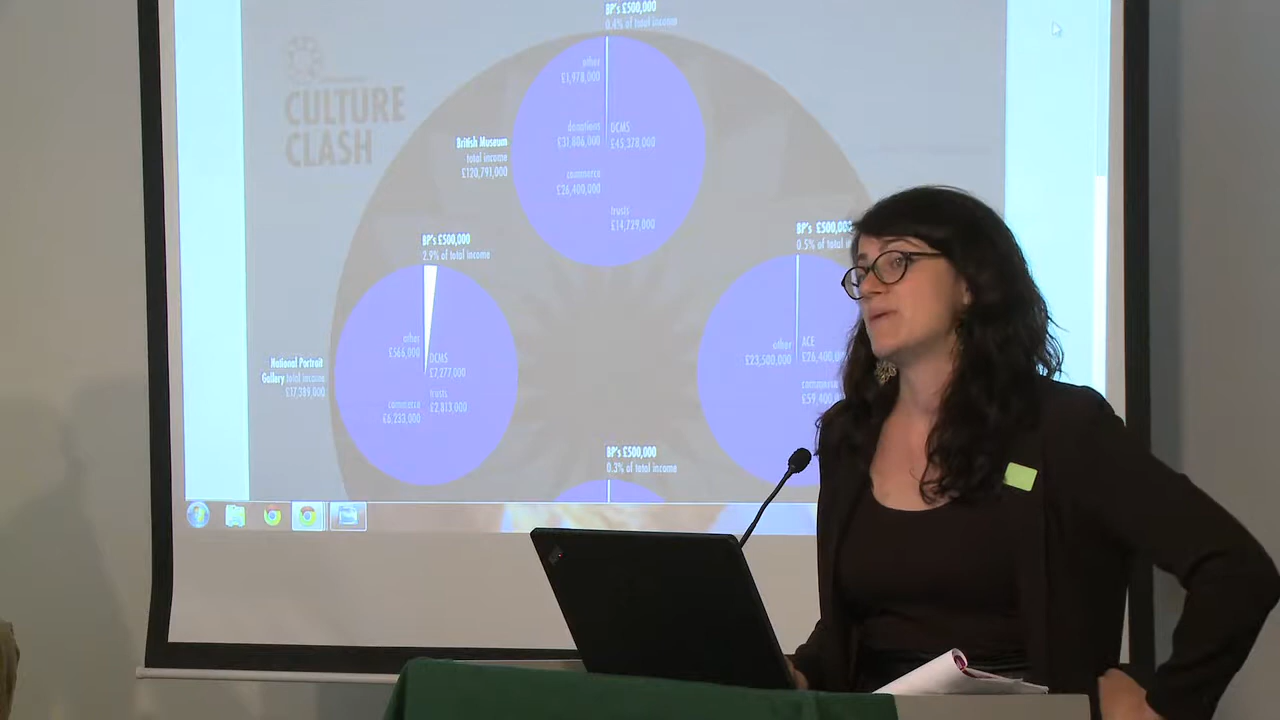 BP's £500,000
0.4% of total income
CULTURE
CLASH
other
£1,978,000
donations
£31,806,000
DCMS
£45,378,000
British Museum
total income
£120,791,000
commerce
£26,400,000
trusts
£14,729,000
BP's £500,000
2.9% of total income
other
£566,000
DCMS
£7,277,000
National Portrait
Gallery total income
£17,389,000
trusts
£2,813,000
commerce
£6,233,000
BP's £500,000
0.5% of total
other
£23,500,000
ACE
£26,400,
£59,400,
BP's £500,000
0.3% of total income